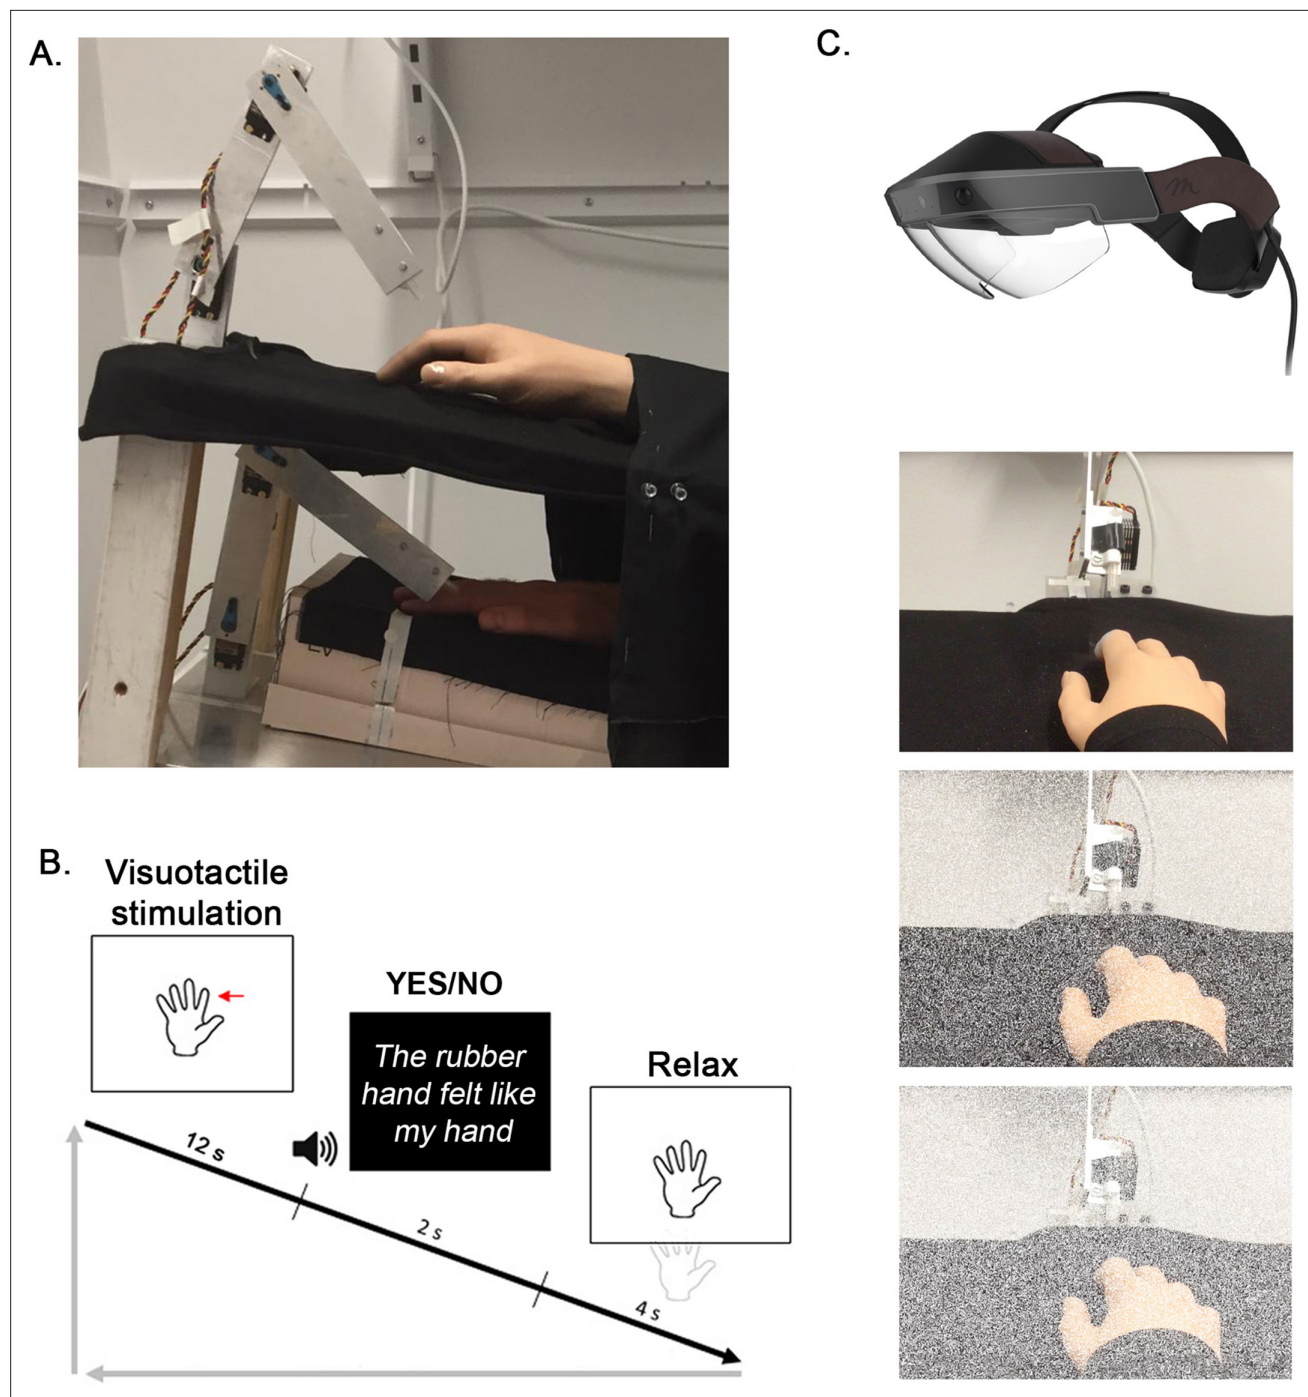 A.
C.
B.
Visuotactile
stimulation
12 s
YES/NO
The rubber
hand felt like
my hand
2 s
Relax
4 s